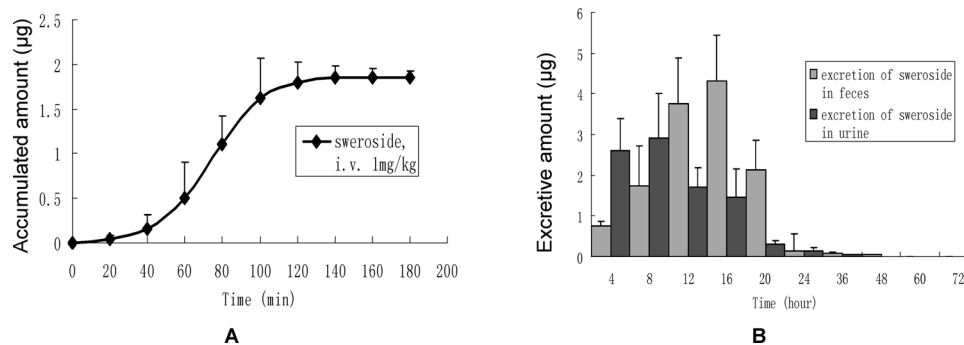 Accumulated amount (µg)
2.5
2
1.5
1
0.5
0
0 20 40 60 80 100 120 140 160 180 200
Time (min)
sweroside,
i.v. 1mg/kg
A
Excretive amount (µg)
6
5
4
3
2
1
0
4 8 12 16 20 24 36 48 60 72
Time (hour)
excretion of sweroside
in feces
excretion of sweroside
in urine
B